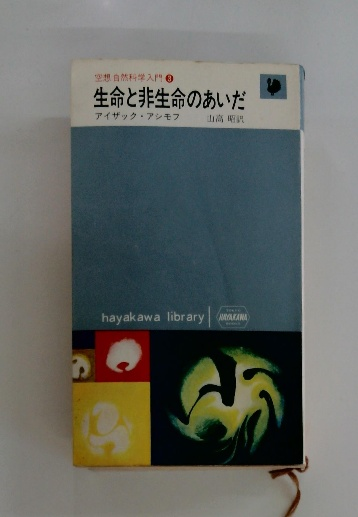 空想自然科学入門 3
生命と非生命のあいだ
アイザック・アシモフ 山高 昭訳
hayakawa library
HAYAKAWA